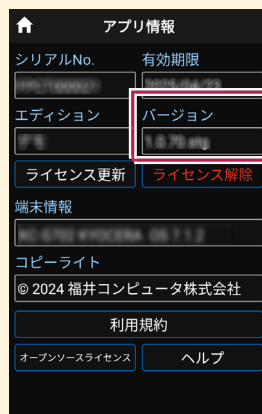 アプリ情報
シリアルNo.
有効期限
エディション
バージョン
ライセンス更新
ライセンス解除
端末情報
コピーライト
© 2024 福井コンピュータ株式会社
利用規約
オープンソースライセンス
ヘルプ